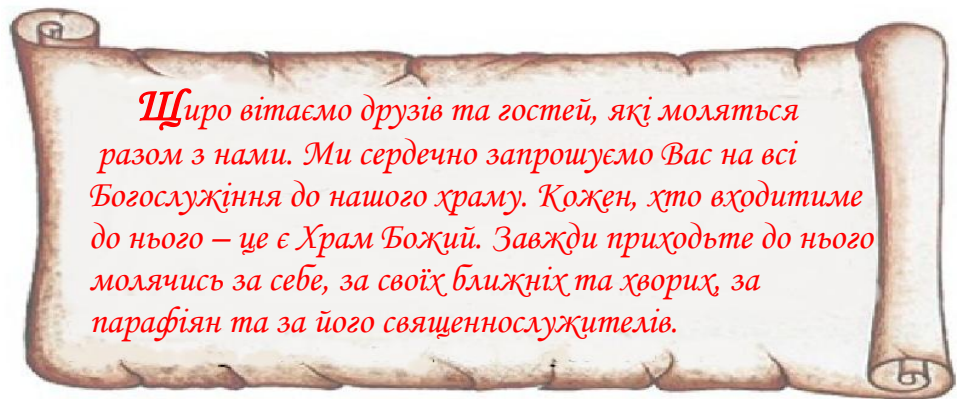 Щиро вітаємо друзів та гостей, які моляться
разом з нами. Ми сердечно запрошуємо Вас на всі
Богослужіння до нашого храму. Кожен, хто входитиме
до нього – це є Храм Божий. Завжди приходьте до нього
молячись за себе, за своїх ближніх та хворих, за
парафіян та за його священнослужителів.